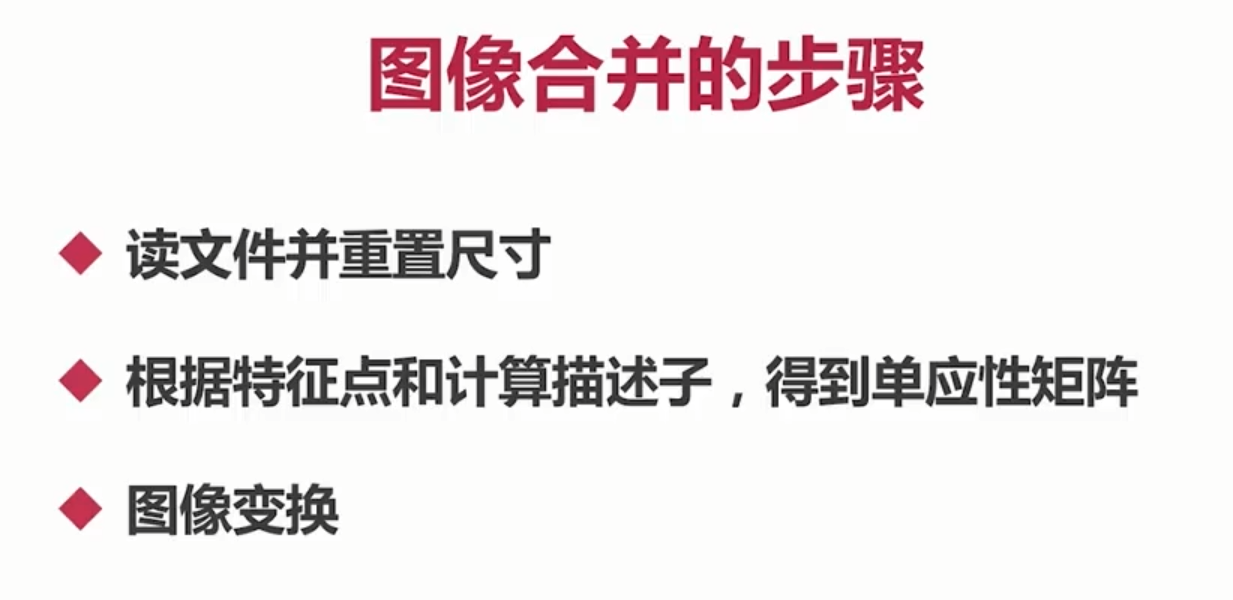 图像合并的步骤
读文件并重置尺寸
根据特征点和计算描述子，得到单应性矩阵
图像变换